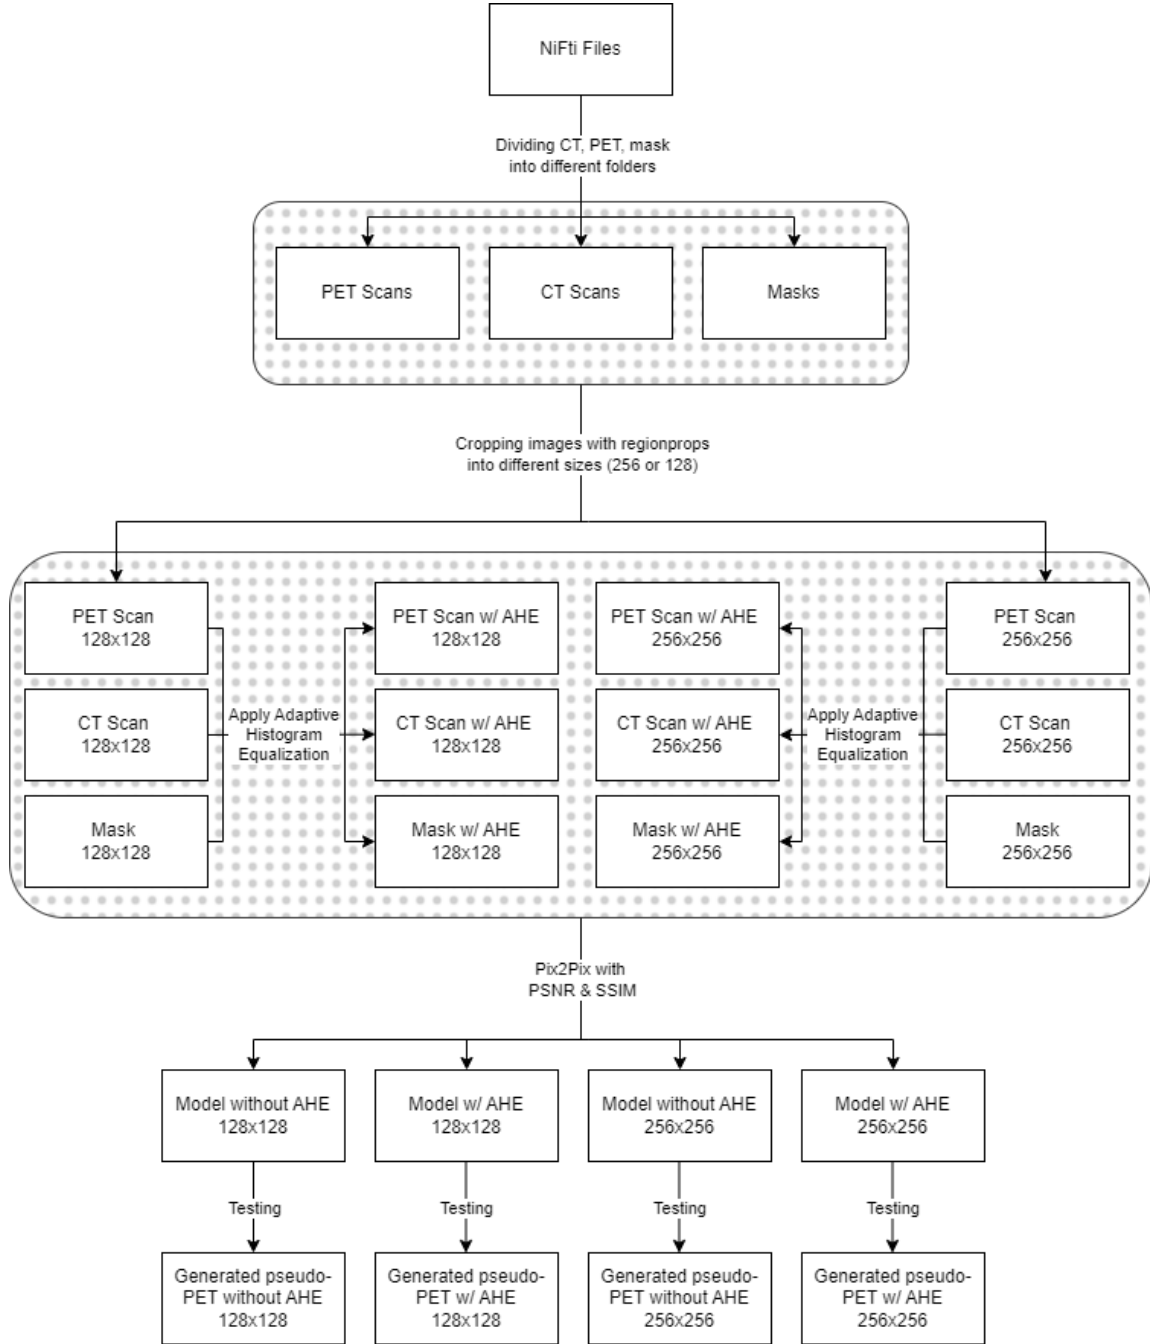 NiFti Files
Dividing CT, PET, mask
into different folders
PET Scans
CT Scans
Masks
Cropping images with regionprops
into different sizes (256 or 128)
PET Scan
128x128
PET Scan w/ AHE
128x128
PET Scan w/ AHE
256x256
PET Scan
256x256
CT Scan
128x128
Apply Adaptive
Histogram
Equalization
CT Scan w/ AHE
128x128
CT Scan w/ AHE
256x256
Apply Adaptive
Histogram
Equalization
CT Scan
256x256
Mask
128x128
Mask w/ AHE
128x128
Mask w/ AHE
256x256
Mask
256x256
Pix2Pix with
PSNR & SSIM
Model without AHE
128x128
Model w/ AHE
128x128
Model without AHE
256x256
Model w/ AHE
256x256
Testing
Testing
Testing
Testing
Generated pseudo-
PET without AHE
128x128
Generated pseudo-
PET w/ AHE
128x128
Generated pseudo-
PET without AHE
256x256
Generated pseudo-
PET w/ AHE
256x256